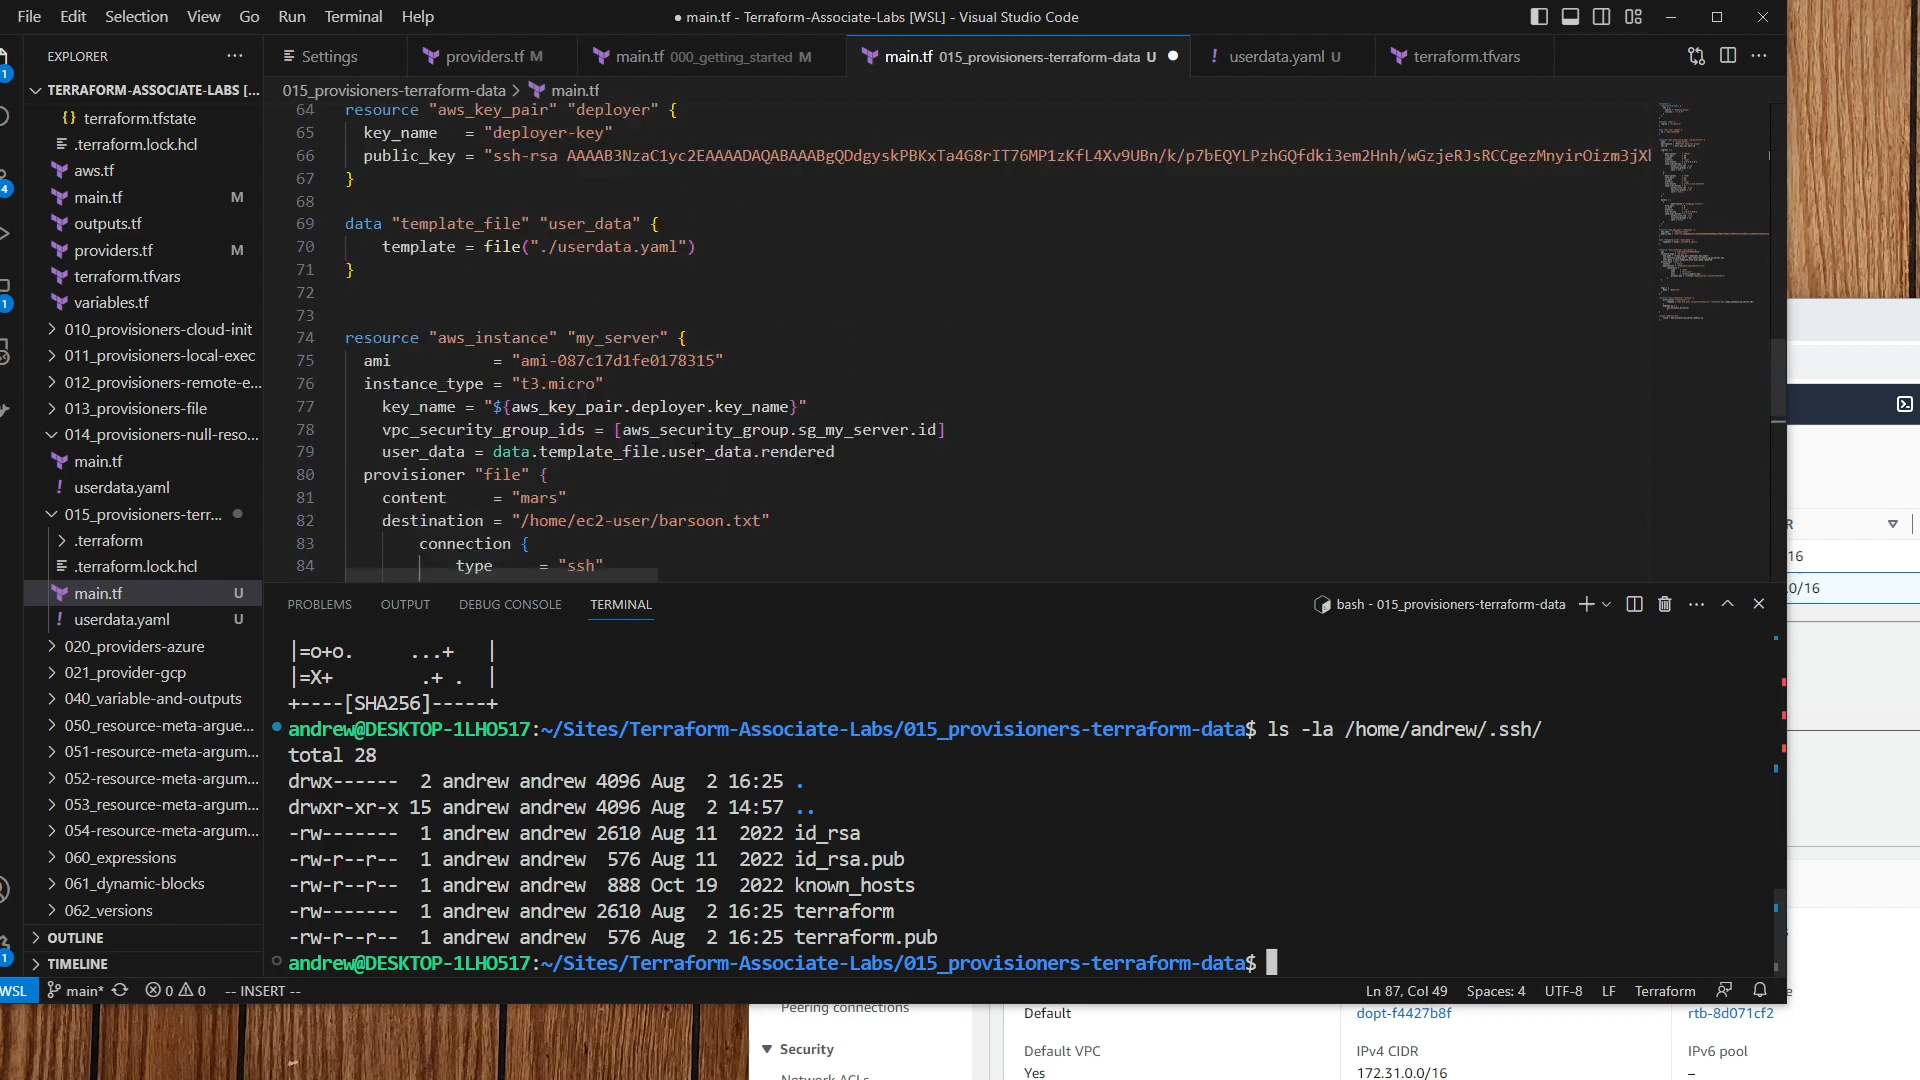 File Edit Selection View Go Run Terminal Help
● main.tf - Terraform-Associate-Labs [WSL] - Visual Studio Code
EXPLORER
Settings
providers.tf M
main.tf 000_getting_started M
main.tf 015_provisioners-terraform-data U
! userdata.yaml U
terraform.tfvars
TERRAFORM-ASSOCIATE-LABS [...
015_provisioners-terraform-data > main.tf
{} terraform.tfstate
.terraform.lock.hcl
aws.tf
main.tf M
outputs.tf
providers.tf M
terraform.tfvars
variables.tf
010_provisioners-cloud-init
011_provisioners-local-exec
012_provisioners-remote-e...
013_provisioners-file
014_provisioners-null-reso...
main.tf
! userdata.yaml
015_provisioners-terr...
.terraform
.terraform.lock.hcl
main.tf U
! userdata.yaml U
020_providers-azure
021_provider-gcp
040_variable-and-outputs
050_resource-meta-argue...
051-resource-meta-argum...
052-resource-meta-argum...
053_resource-meta-argum...
054-resource-meta-argum...
060_expressions
061_dynamic-blocks
062_versions
OUTLINE
TIMELINE
64 resource "aws_key_pair" "deployer" {
65 key_name = "deployer-key"
66 public_key = "ssh-rsa AAAAB3NzaC1yc2EAAAADAQABAAABgQDdgyskPBKxTa4G8rIT76MP1zKfL4Xv9UBn/k/p7bEQYLPzhGQfdki3em2Hnh/wGzjeRJsRCCgezMnyirOizm3jXl
67 }
68
69 data "template_file" "user_data" {
70 template = file("./userdata.yaml")
71 }
72
73
74 resource "aws_instance" "my_server" {
75 ami = "ami-087c17d1fe0178315"
76 instance_type = "t3.micro"
77 key_name = "${aws_key_pair.deployer.key_name}"
78 vpc_security_group_ids = [aws_security_group.sg_my_server.id]
79 user_data = data.template_file.user_data.rendered
80 provisioner "file" {
81 content = "mars"
82 destination = "/home/ec2-user/barsoon.txt"
83 connection {
84 type = "ssh"
PROBLEMS OUTPUT DEBUG CONSOLE TERMINAL
bash - 015_provisioners-terraform-data
|=o+o. ...+ |
|=X+ .+ . |
+----[SHA256]-----+
andrew@DESKTOP-1LHO517:~/Sites/Terraform-Associate-Labs/015_provisioners-terraform-data$ ls -la /home/andrew/.ssh/
total 28
drwx------ 2 andrew andrew 4096 Aug 2 16:25 .
drwxr-xr-x 15 andrew andrew 4096 Aug 2 14:57 ..
-rw------- 1 andrew andrew 2610 Aug 11 2022 id_rsa
-rw-r--r-- 1 andrew andrew 576 Aug 11 2022 id_rsa.pub
-rw-r--r-- 1 andrew andrew 888 Oct 19 2022 known_hosts
-rw------- 1 andrew andrew 2610 Aug 2 16:25 terraform
-rw-r--r-- 1 andrew andrew 576 Aug 2 16:25 terraform.pub
andrew@DESKTOP-1LHO517:~/Sites/Terraform-Associate-Labs/015_provisioners-terraform-data$
WSL main* 0 0 -- INSERT --
Ln 87, Col 49 Spaces: 4 UTF-8 LF Terraform
/16
.0/16
Peering connections
Security
Default
dopt-f4427b8f
rtb-8d071cf2
Default VPC
IPv4 CIDR
IPv6 pool
Yes
172.31.0.0/16
–